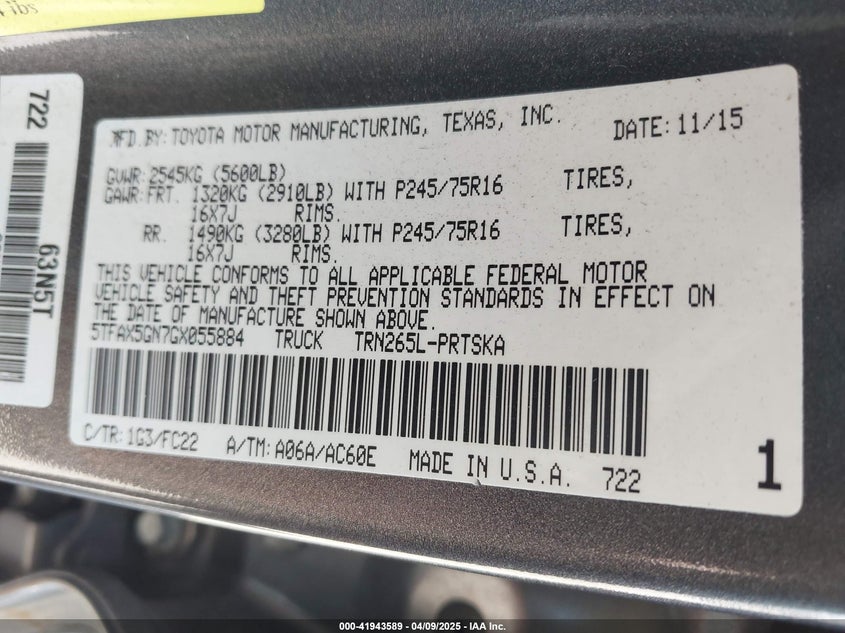 lbs
722
63N5T
MFD.BY:TOYOTA MOTOR MANUFACTURING, TEXAS, INC. DATE:11/15
GVWR:2545KG (5600LB)
GAWR:FRT. 1320KG (2910LB) WITH P245/75R16 TIRES,
16X7J RIMS.
RR. 1490KG (3280LB) WITH P245/75R16 TIRES,
16X7J RIMS.
THIS VEHICLE CONFORMS TO ALL APPLICABLE FEDERAL MOTOR
VEHICLE SAFETY AND THEFT PREVENTION STANDARDS IN EFFECT ON
THE DATE OF MANUFACTURE SHOWN ABOVE.
5TFAX5GN7GX055884 TRUCK TRN265L-PRTSKA
C/TR:1G3/FC22 A/TM:A06A/AC60E MADE IN U.S.A. 722
1
000-41943589 - 04/09/2025 - IAA Inc.